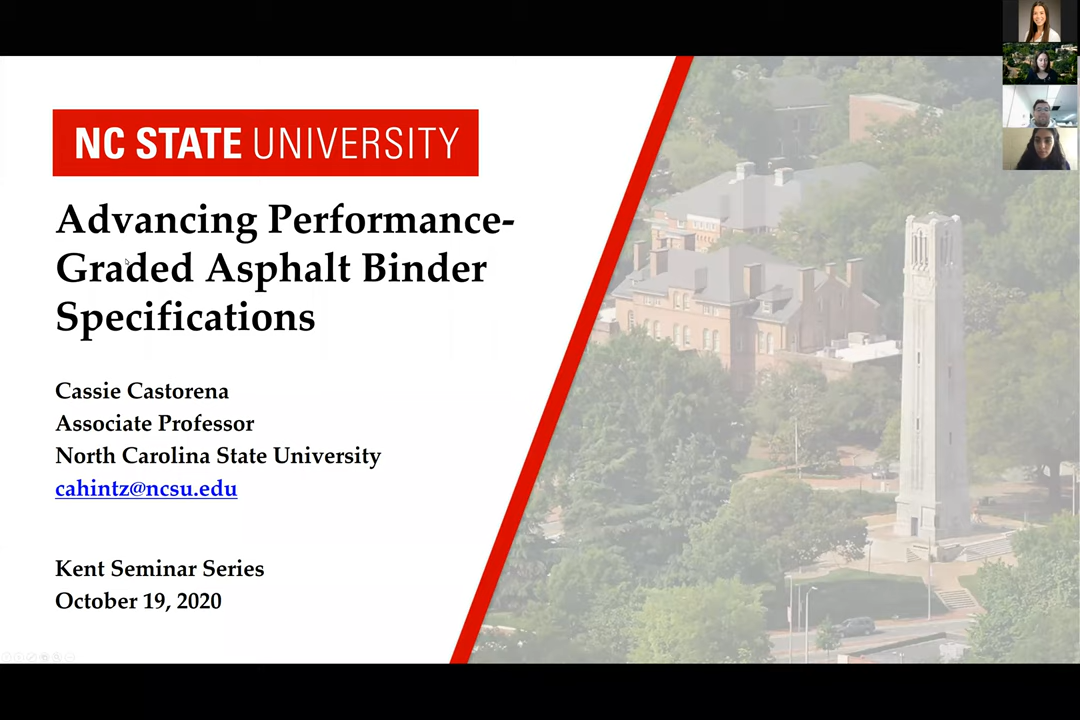 NC STATE UNIVERSITY
Advancing Performance-
Graded Asphalt Binder
Specifications
Cassie Castorena
Associate Professor
North Carolina State University
cahintz@ncsu.edu
Kent Seminar Series
October 19, 2020